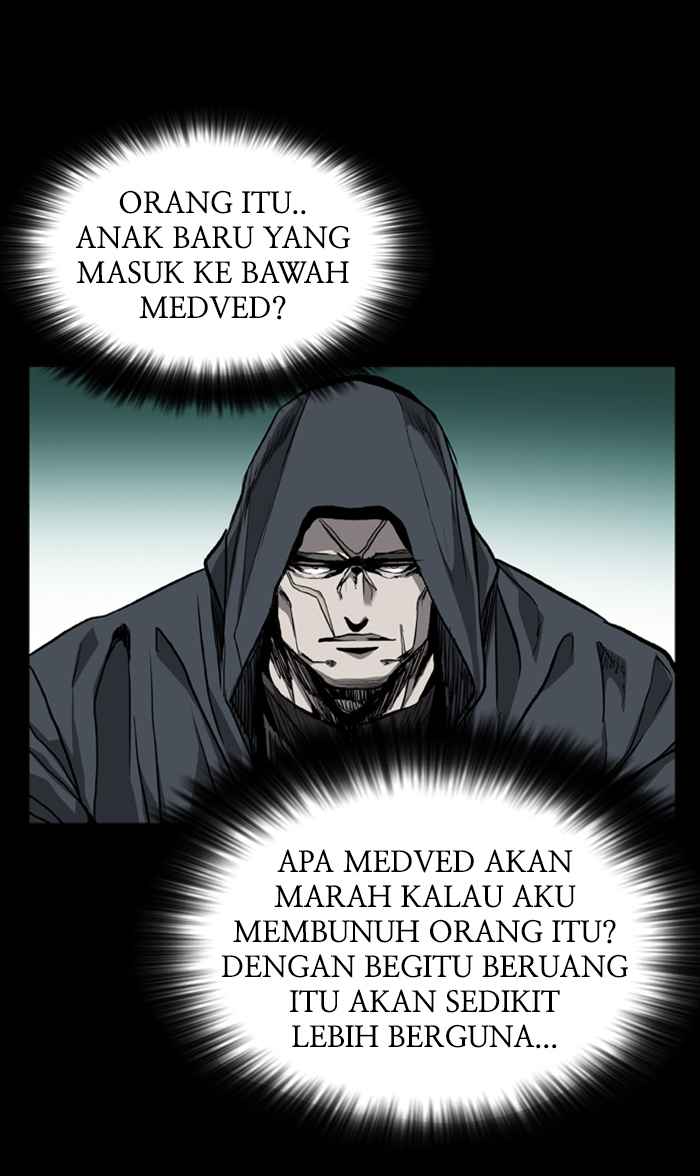 ORANG ITU..
ANAK BARU YANG
MASUK KE BAWAH
MEDVED?
APA MEDVED AKAN
MARAH KALAU AKU
MEMBUNUH ORANG ITU?
DENGAN BEGITU BERUANG
ITU AKAN SEDIKIT
LEBIH BERGUNA...